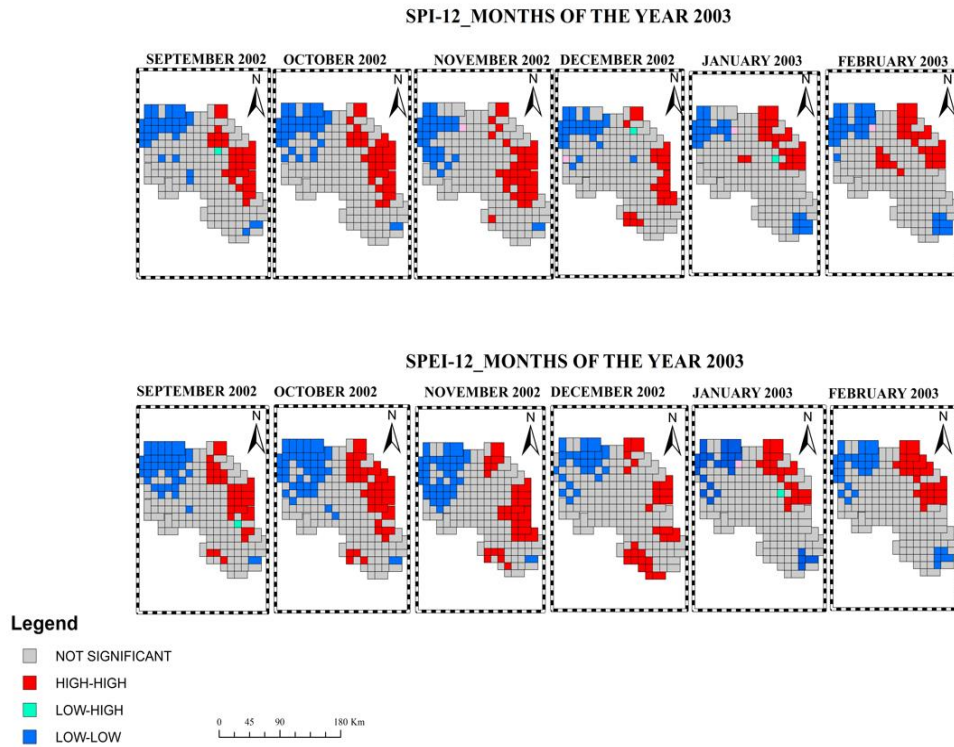 SPI-12_MONTHS OF THE YEAR 2003
SEPTEMBER 2002 OCTOBER 2002 NOVEMBER 2002 DECEMBER 2002 JANUARY 2003 FEBRUARY 2003
N N N N N N
SPEI-12_MONTHS OF THE YEAR 2003
SEPTEMBER 2002 OCTOBER 2002 NOVEMBER 2002 DECEMBER 2002 JANUARY 2003 FEBRUARY 2003
N N N N N N
Legend
NOT SIGNIFICANT
HIGH-HIGH
LOW-HIGH
LOW-LOW
0 45 90 180 Km